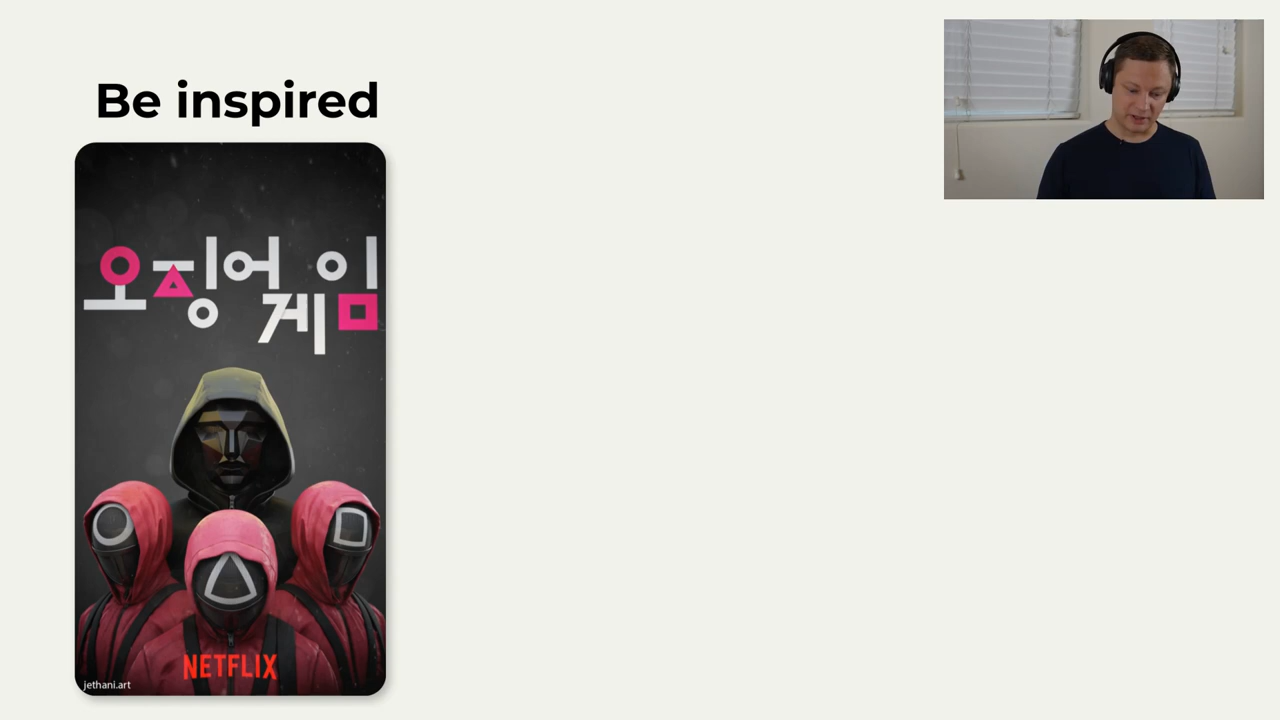 Be inspired
오징어
게임
NETFLIX
jethani.art